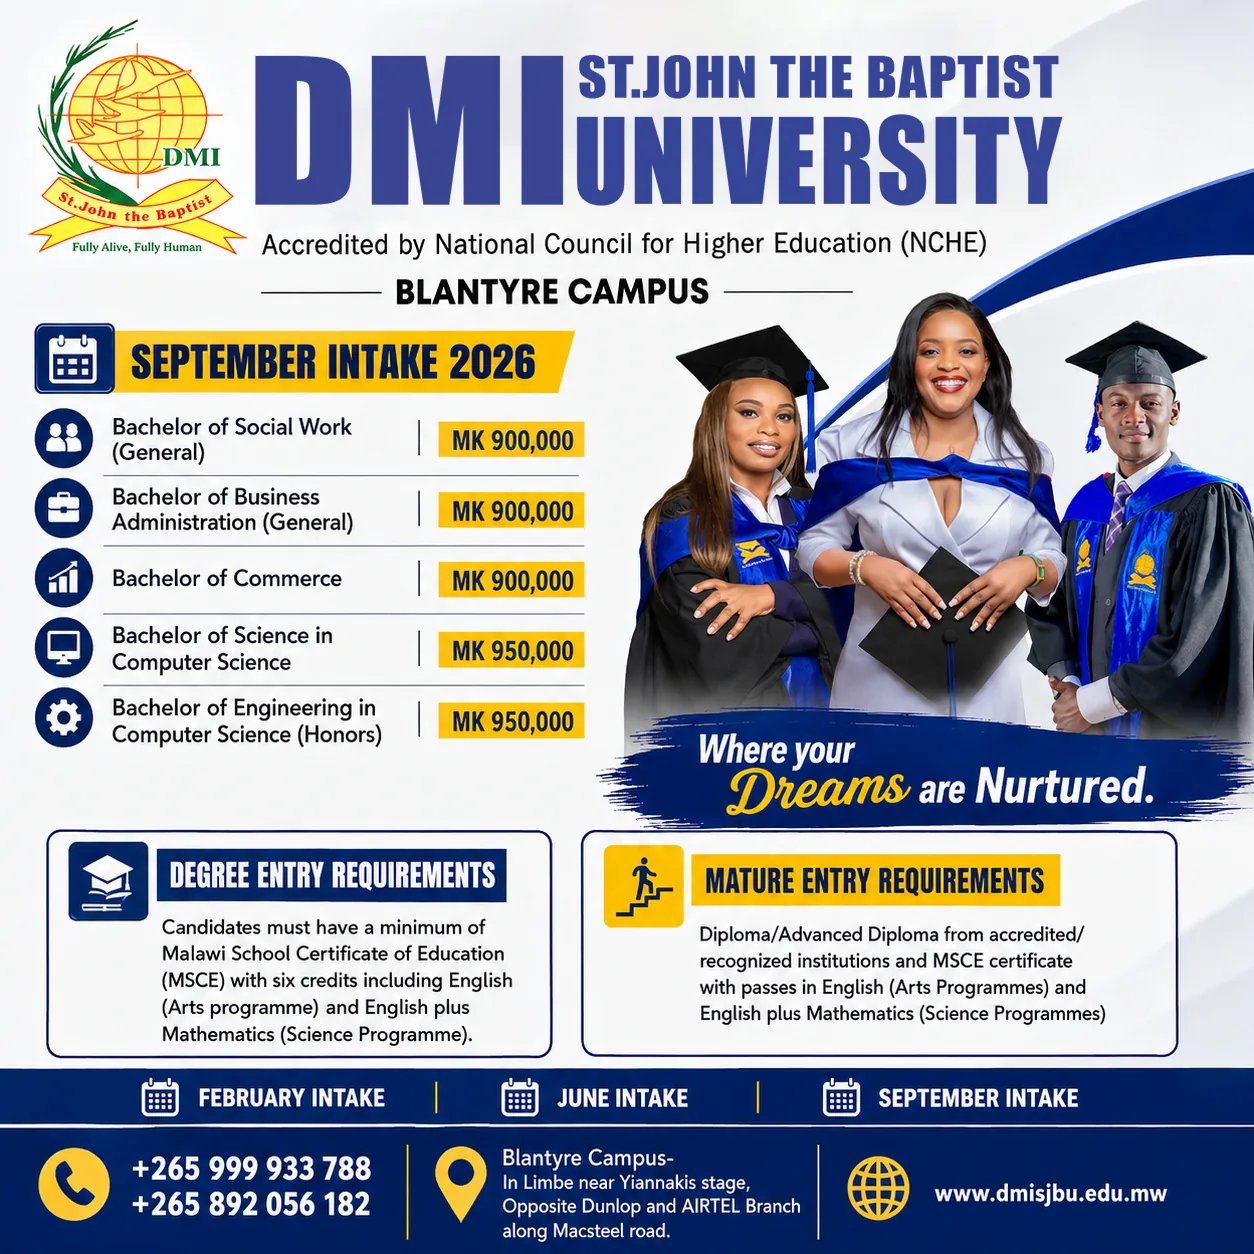 DMI
St.John the Baptist
Fully Alive, Fully Human
DMI
ST.JOHN THE BAPTIST
UNIVERSITY
Accredited by National Council for Higher Education (NCHE)
BLANTYRE CAMPUS
SEPTEMBER INTAKE 2026
Bachelor of Social Work
(General)
MK 900,000
Bachelor of Business
Administration (General)
MK 900,000
Bachelor of Commerce
MK 900,000
Bachelor of Science in
Computer Science
MK 950,000
Bachelor of Engineering in
Computer Science (Honors)
MK 950,000
Where your
Dreams are Nurtured.
DEGREE ENTRY REQUIREMENTS
Candidates must have a minimum of
Malawi School Certificate of Education
(MSCE) with six credits including English
(Arts programme) and English plus
Mathematics (Science Programme).
MATURE ENTRY REQUIREMENTS
Diploma/Advanced Diploma from accredited/
recognized institutions and MSCE certificate
with passes in English (Arts Programmes) and
English plus Mathematics (Science Programmes)
FEBRUARY INTAKE
JUNE INTAKE
SEPTEMBER INTAKE
+265 999 933 788
+265 892 056 182
Blantyre Campus-
In Limbe near Yiannakis stage,
Opposite Dunlop and AIRTEL Branch
along Macsteel road.
www.dmisjbu.edu.mw